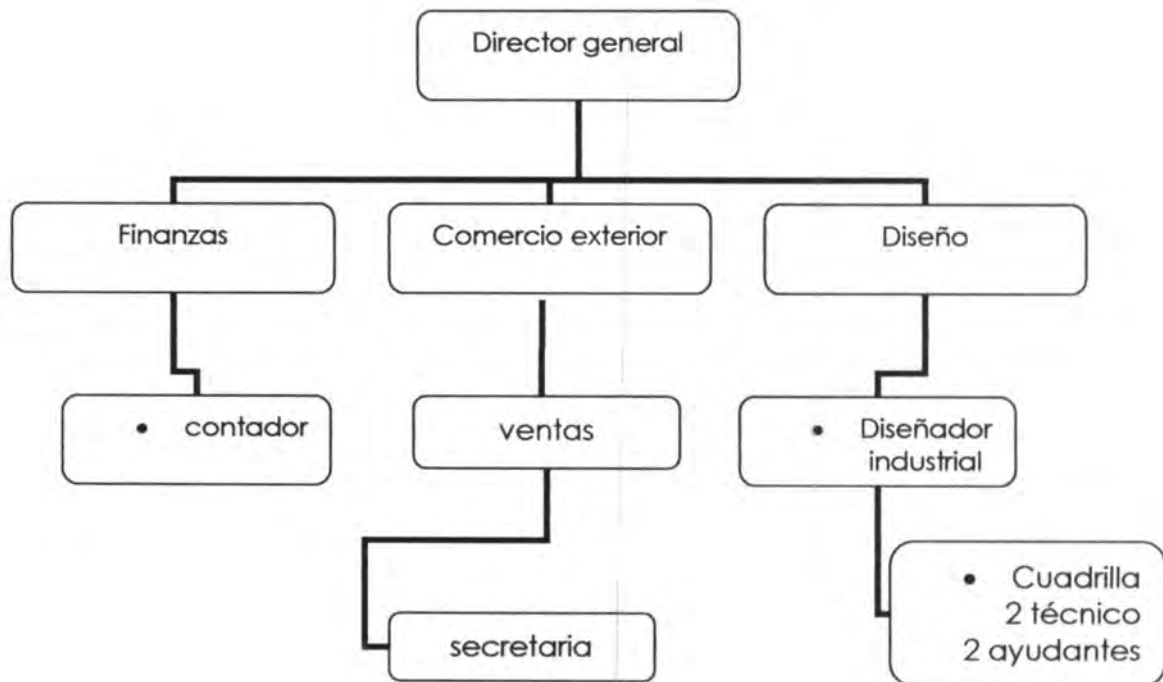 Director general
Finanzas
Comercio exterior
Diseño
• contador
ventas
• Diseñador
industrial
• Cuadrilla
2 técnico
2 ayudantes
secretaria